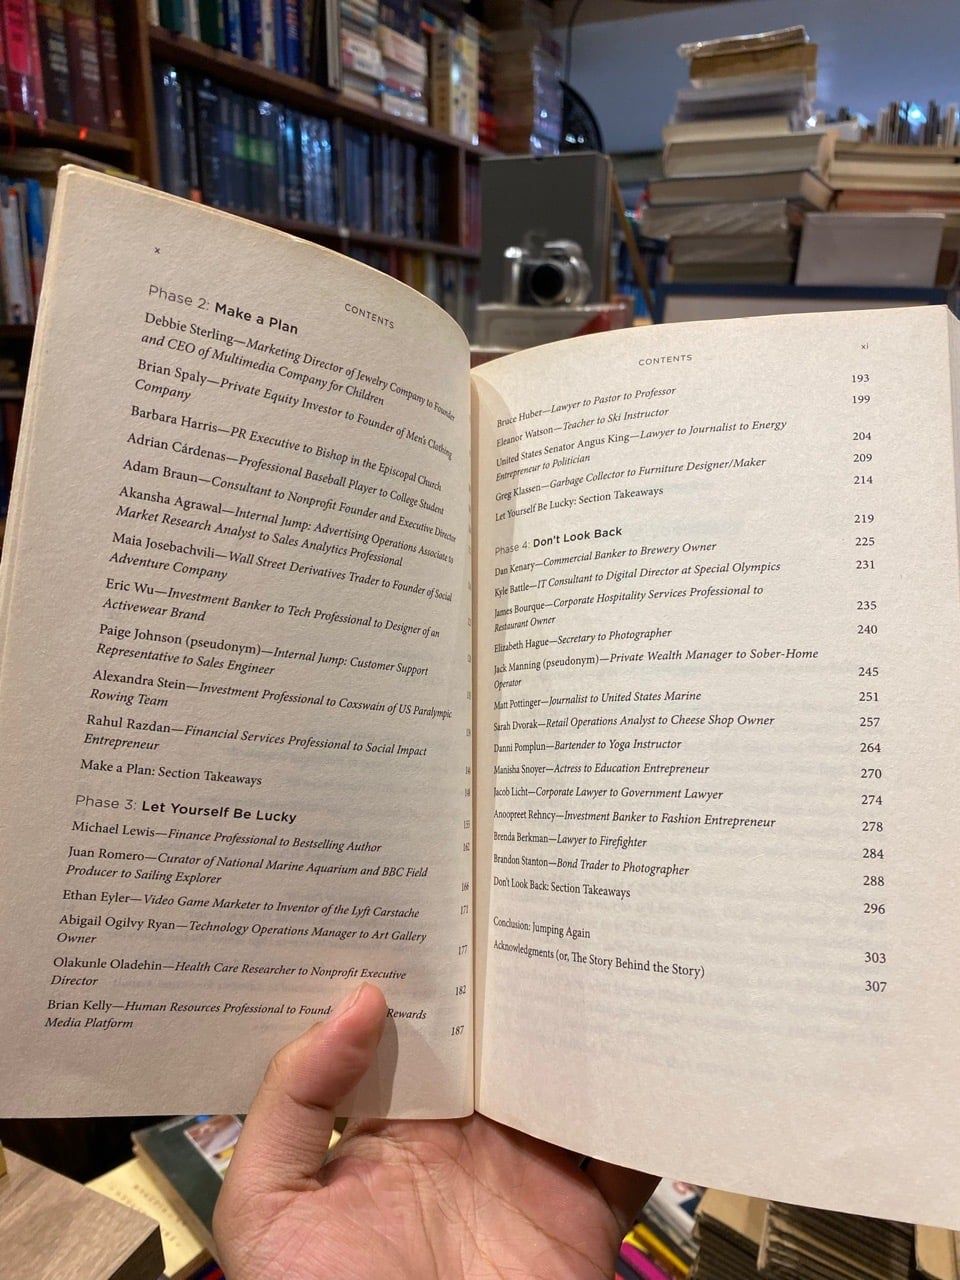 x
CONTENTS
Phase 2: Make a Plan
Debbie Sterling—Marketing Director of Jewelry Company to Founder
and CEO of Multimedia Company for Children
Brian Spaly—Private Equity Investor to Founder of Men's Clothing
Company
Barbara Harris—PR Executive to Bishop in the Episcopal Church
Adrian Cárdenas—Professional Baseball Player to College Student
Adam Braun—Consultant to Nonprofit Founder and Executive Director
Akansha Agrawal—Internal Jump: Advertising Operations Associate to
Market Research Analyst to Sales Analytics Professional
Maia Josebachvili—Wall Street Derivatives Trader to Founder of Social
Adventure Company
Eric Wu—Investment Banker to Tech Professional to Designer of an
Activewear Brand
Paige Johnson (pseudonym)—Internal Jump: Customer Support
Representative to Sales Engineer
Alexandra Stein—Investment Professional to Coxswain of US Paralympic
Rowing Team
Rahul Razdan—Financial Services Professional to Social Impact
Entrepreneur
Make a Plan: Section Takeaways
Phase 3: Let Yourself Be Lucky
Michael Lewis—Finance Professional to Bestselling Author
Juan Romero—Curator of National Marine Aquarium and BBC Field
Producer to Sailing Explorer 166
Ethan Eyler—Video Game Marketer to Inventor of the Lyft Carstache 171
Abigail Ogilvy Ryan—Technology Operations Manager to Art Gallery
Owner 177
Olakunle Oladehin—Health Care Researcher to Nonprofit Executive
Director 182
Brian Kelly—Human Resources Professional to Found Rewards
Media Platform 187
CONTENTS
xi
Bruce Huber—Lawyer to Pastor to Professor 193
Eleanor Watson—Teacher to Ski Instructor 199
United States Senator Angus King—Lawyer to Journalist to Energy
Entrepreneur to Politician 204
Greg Klassen—Garbage Collector to Furniture Designer/Maker 209
Let Yourself Be Lucky: Section Takeaways 214
Phase 4: Don't Look Back 219
Dan Kenary—Commercial Banker to Brewery Owner 225
Kyle Battle—IT Consultant to Digital Director at Special Olympics 231
James Bourque—Corporate Hospitality Services Professional to
Restaurant Owner 235
Elizabeth Hague—Secretary to Photographer 240
Jack Manning (pseudonym)—Private Wealth Manager to Sober-Home
Operator 245
Matt Pottinger—Journalist to United States Marine 251
Sarah Dvorak—Retail Operations Analyst to Cheese Shop Owner 257
Danni Pomplun—Bartender to Yoga Instructor 264
Manisha Snoyer—Actress to Education Entrepreneur 270
Jacob Licht—Corporate Lawyer to Government Lawyer 274
Anoopreet Rehncy—Investment Banker to Fashion Entrepreneur 278
Brenda Berkman—Lawyer to Firefighter 284
Brandon Stanton—Bond Trader to Photographer 288
Don't Look Back: Section Takeaways 296
Conclusion: Jumping Again 303
Acknowledgments (or, The Story Behind the Story) 307